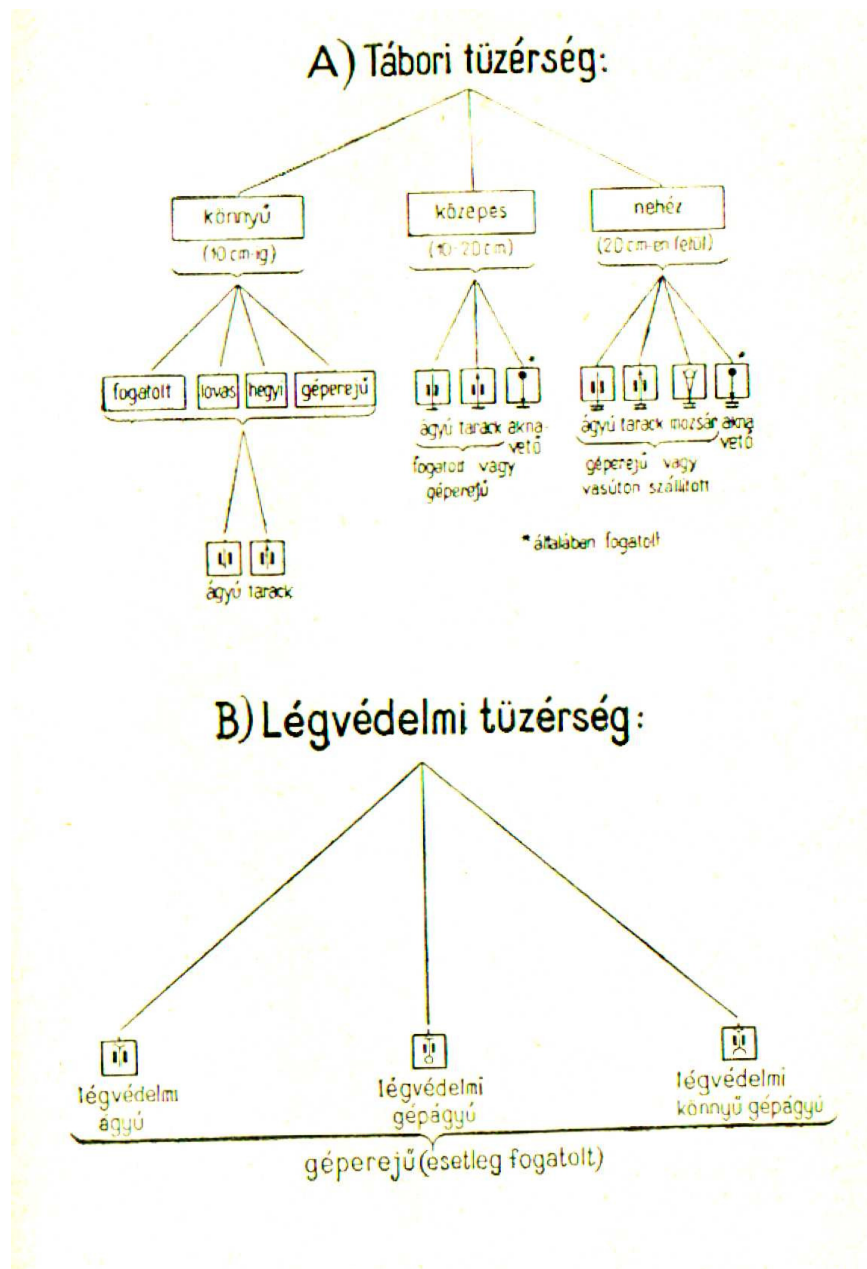 A) Tábori tüzérség:
könnyű
(10 cm-ig)
közepes
(10-20 cm)
nehéz
(20 cm-en felül)
fogatolt
lovas
hegyi
géperejű
ágyú tarack
ágyú tarack akna-
vető
fogatolt vagy
géperejű
ágyú tarack mozsár akna
vető
géperejű vagy
vasúton szállított
* általában fogatolt
B) Légvédelmi tüzérség:
légvédelmi
ágyú
légvédelmi
gépágyú
légvédelmi
könnyű gépágyú
géperejű (esetleg fogatolt)